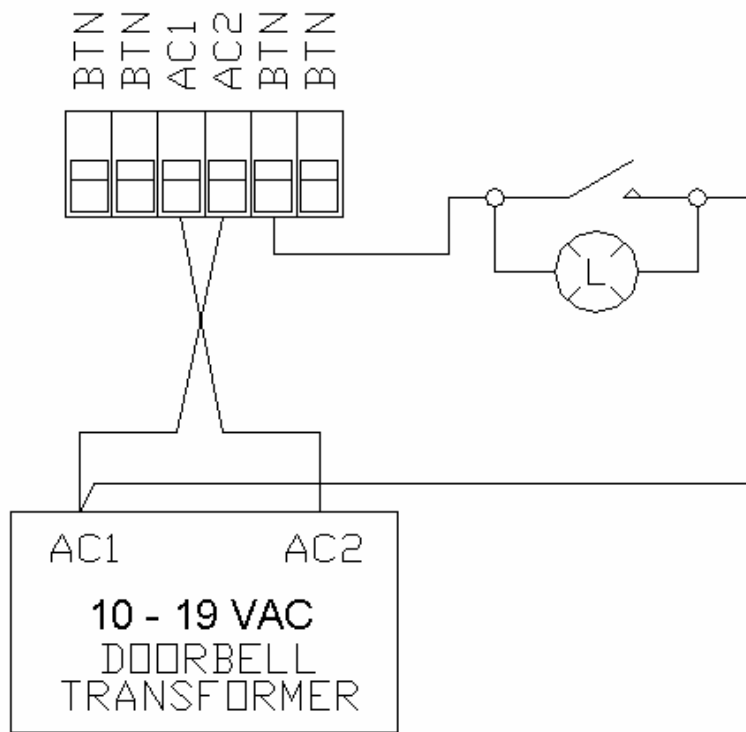 BTN
BTN
AC1
AC2
BTN
BTN
L
AC1 AC2
10 - 19 VAC
DOORBELL
TRANSFORMER